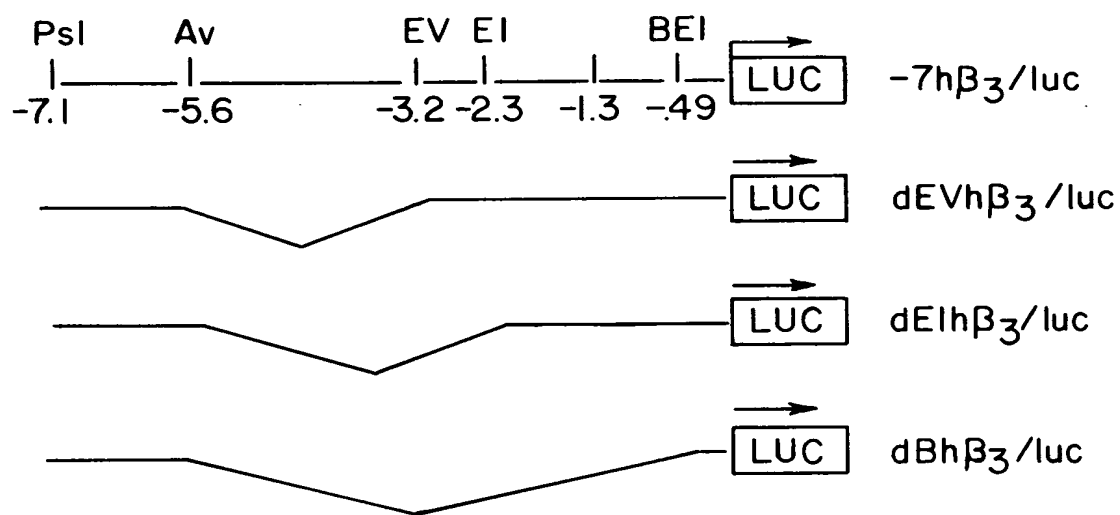 PsI Av EV EI BEI
LUC -7hβ3/luc
-7.1 -5.6 -3.2 -2.3 -1.3 -.49
LUC dEVhβ3/luc
LUC dEIhβ3/luc
LUC dBhβ3/luc